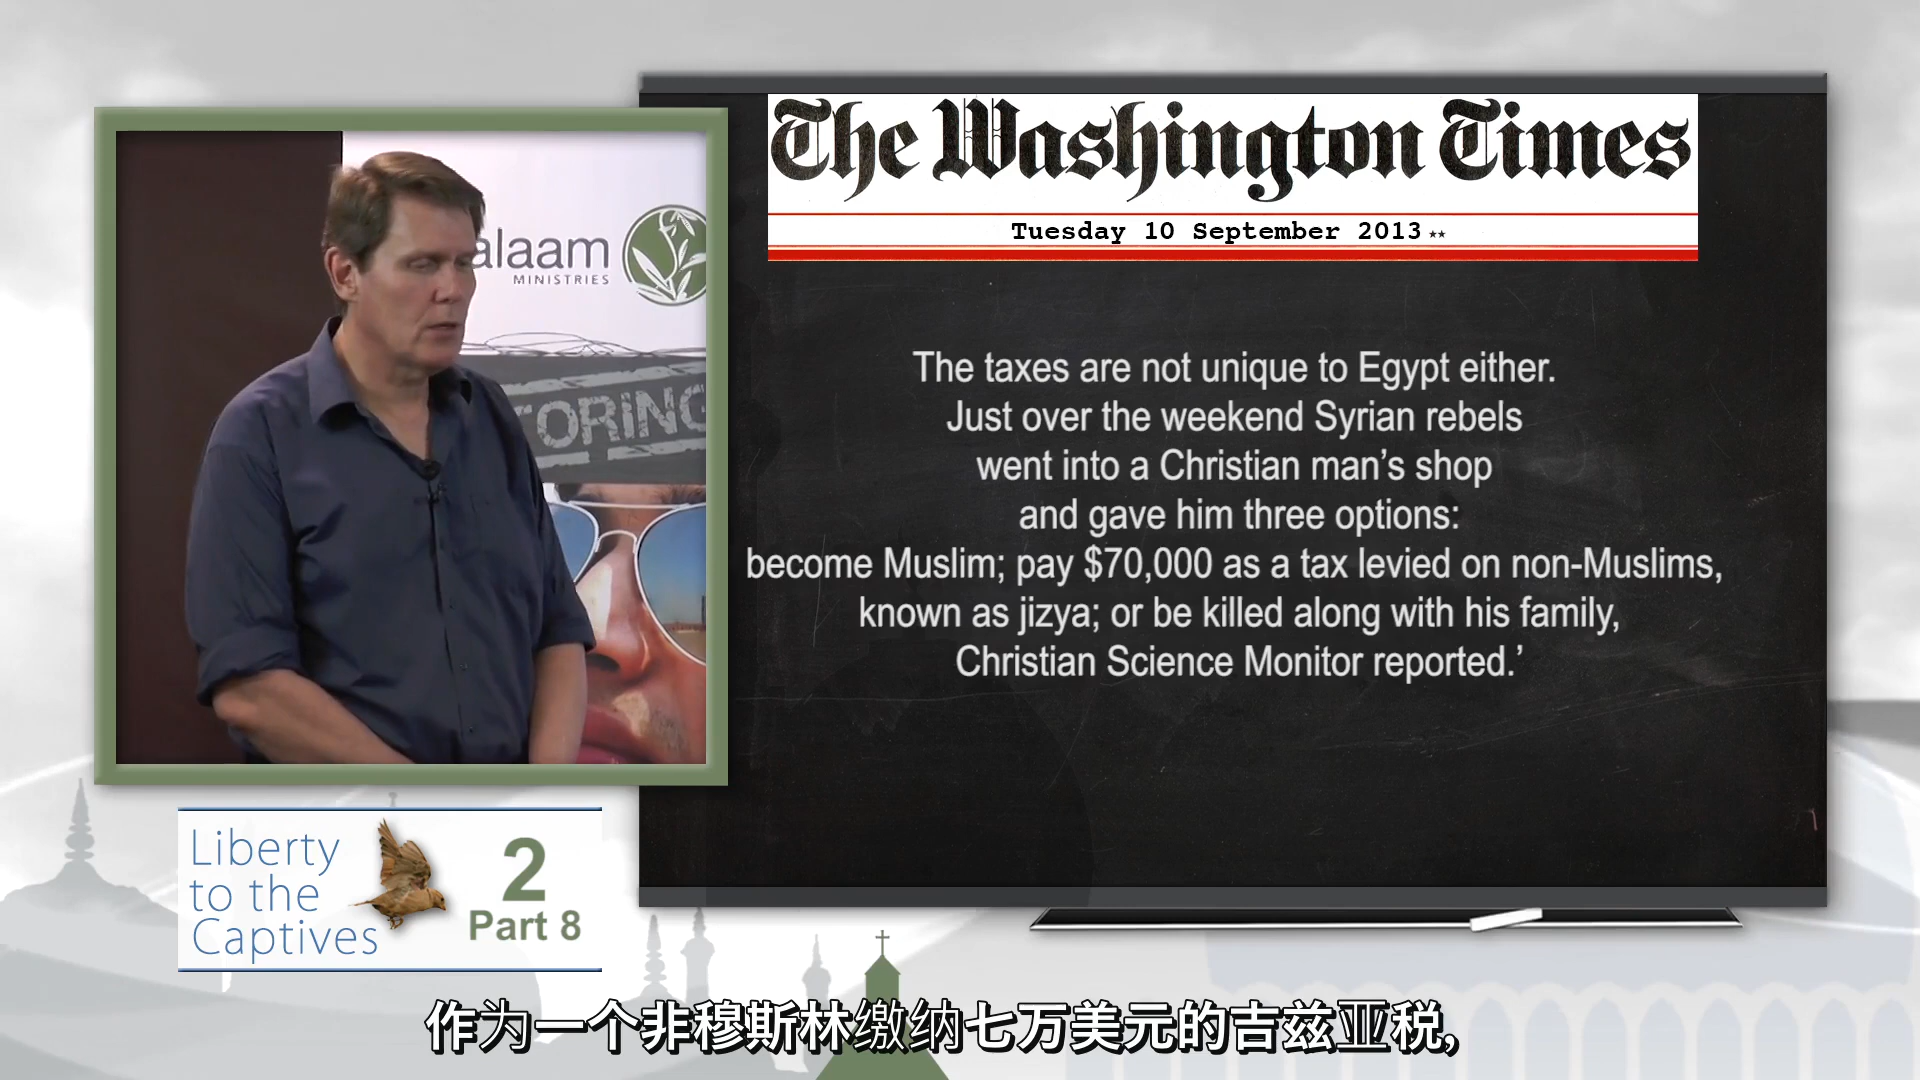 The Washington Times
Tuesday 10 September 2013 **
The taxes are not unique to Egypt either.
Just over the weekend Syrian rebels
went into a Christian man’s shop
and gave him three options:
become Muslim; pay $70,000 as a tax levied on non-Muslims,
known as jizya; or be killed along with his family,
Christian Science Monitor reported.’
alaam
MINISTRIES
TORING
Liberty
to the
Captives
2
Part 8
作为一个非穆斯林缴纳七万美元的吉兹亚税,